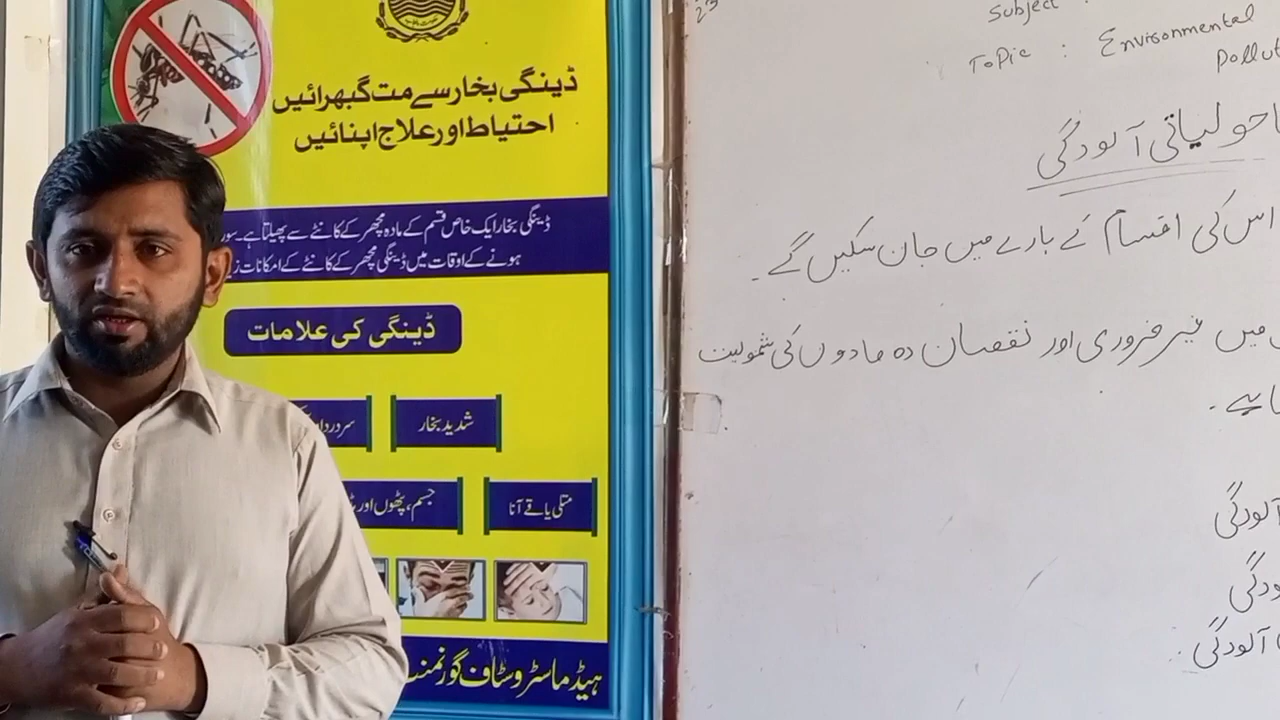 ڈینگی بخار سے مت گبھرائیں
احتیاط اور علاج اپنائیں
ڈینگی بخار ایک خاص قسم کے مادہ مچھر کے کاٹنے سے پھیلتا ہے۔
ہونے کے اوقات میں ڈینگی مچھر کے کاٹنے کے امکانات
ڈینگی کی علامات
شدید بخار
سردرد
متلی یا قے آنا
جسم، پٹھوں اور
ہیڈ ماسٹر و سٹاف گورنمنٹ
Subject :
Topic : Environmental
Pollut
ماحولیاتی آلودگی
اس کی اقسام کے بارے میں جان سکیں گے۔
میں غیر ضروری اور نقصان دہ مادوں کی شمولیت
آلودگی
آلودگی